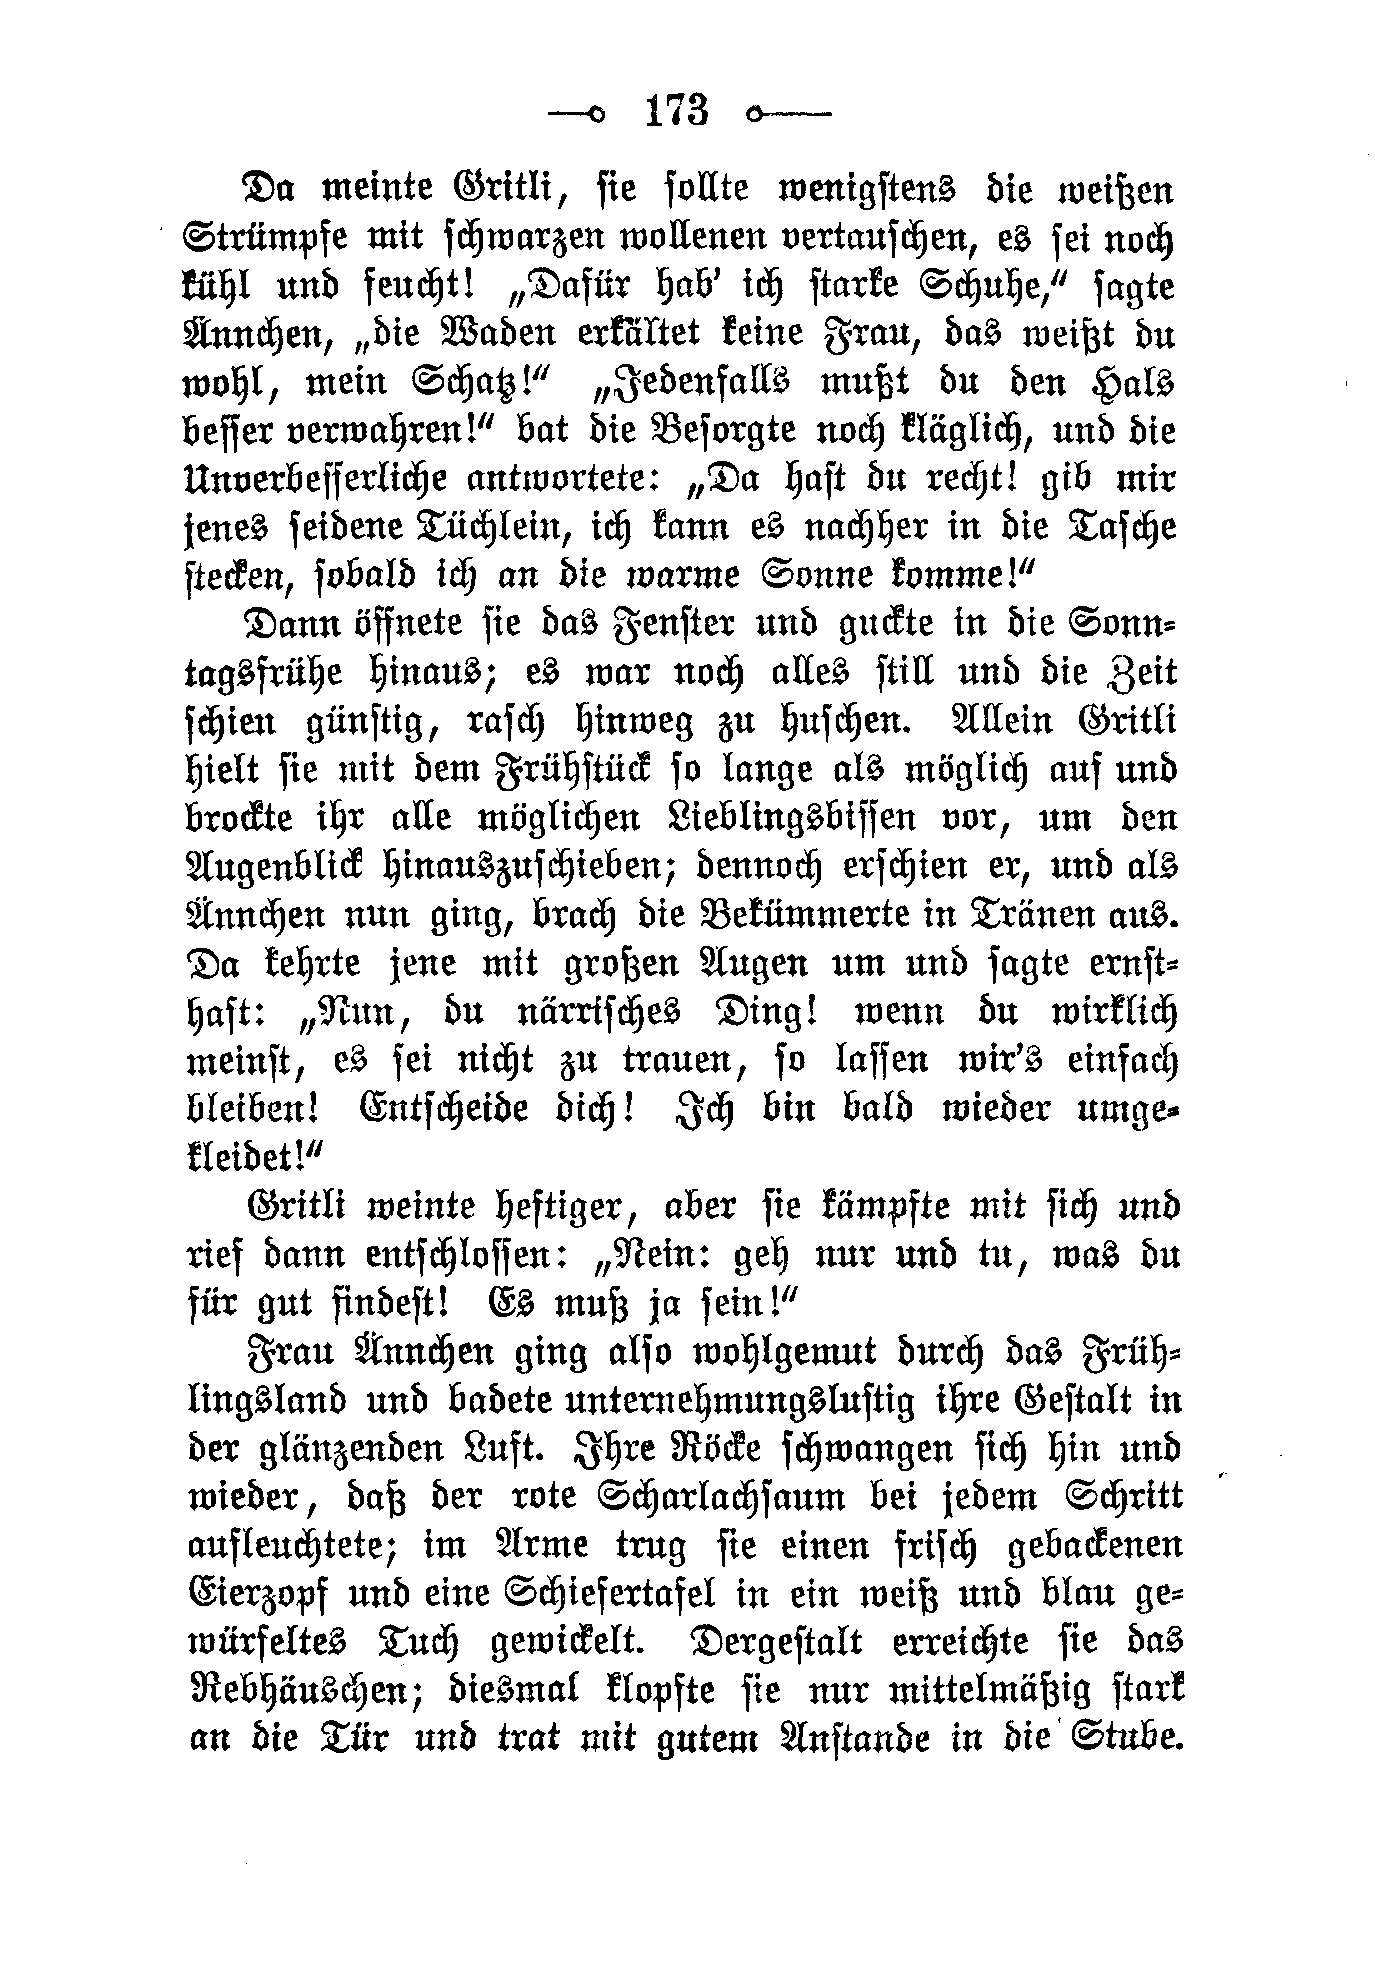 173
Da meinte Gritli, sie sollte wenigstens die weißen
Strümpfe mit schwarzen wollenen vertauschen, es sei noch
kühl und feucht! „Dafür hab' ich starke Schuhe,“ sagte
Ännchen, „die Waden erkältet keine Frau, das weißt du
wohl, mein Schatz!“ „Jedenfalls mußt du den Hals
besser verwahren!“ bat die Besorgte noch kläglich, und die
Unverbesserliche antwortete: „Da hast du recht! gib mir
jenes seidene Tüchlein, ich kann es nachher in die Tasche
stecken, sobald ich an die warme Sonne komme!“
Dann öffnete sie das Fenster und guckte in die Sonn-
tagsfrühe hinaus; es war noch alles still und die Zeit
schien günstig, rasch hinweg zu huschen. Allein Gritli
hielt sie mit dem Frühstück so lange als möglich auf und
brockte ihr alle möglichen Lieblingsbissen vor, um den
Augenblick hinauszuschieben; dennoch erschien er, und als
Ännchen nun ging, brach die Bekümmerte in Tränen aus.
Da kehrte jene mit großen Augen um und sagte ernst-
haft: „Nun, du närrisches Ding! wenn du wirklich
meinst, es sei nicht zu trauen, so lassen wir's einfach
bleiben! Entscheide dich! Ich bin bald wieder umge-
kleidet!“
Gritli weinte heftiger, aber sie kämpfte mit sich und
rief dann entschlossen: „Nein: geh nur und tu, was du
für gut findest! Es muß ja sein!“
Frau Ännchen ging also wohlgemut durch das Früh-
lingsland und badete unternehmungslustig ihre Gestalt in
der glänzenden Luft. Ihre Röcke schwangen sich hin und
wieder, daß der rote Scharlachsaum bei jedem Schritt
aufleuchtete; im Arme trug sie einen frisch gebackenen
Eierzopf und eine Schiefertafel in ein weiß und blau ge-
würfeltes Tuch gewickelt. Dergestalt erreichte sie das
Rebhäuschen; diesmal klopfte sie nur mittelmäßig stark
an die Tür und trat mit gutem Anstande in die Stube.